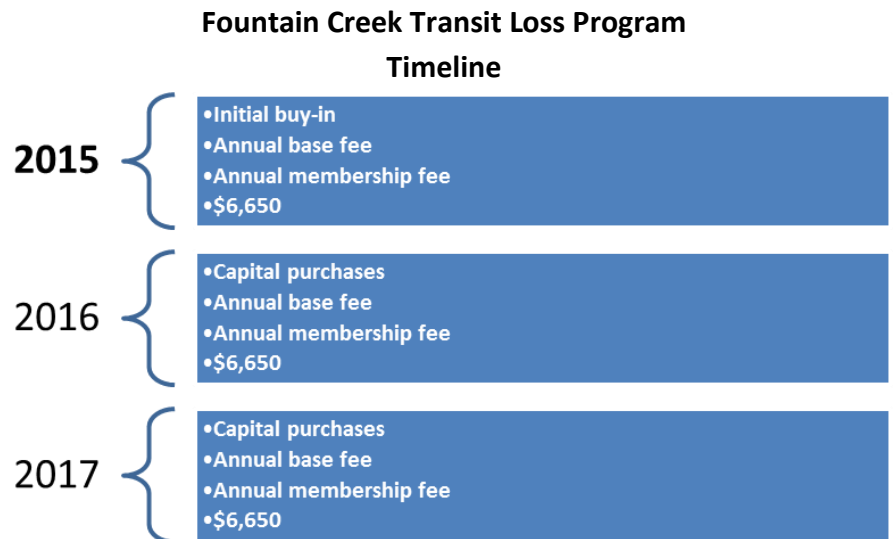 Fountain Creek Transit Loss Program
Timeline
2015
•Initial buy-in
•Annual base fee
•Annual membership fee
•$6,650
2016
•Capital purchases
•Annual base fee
•Annual membership fee
•$6,650
2017
•Capital purchases
•Annual base fee
•Annual membership fee
•$6,650